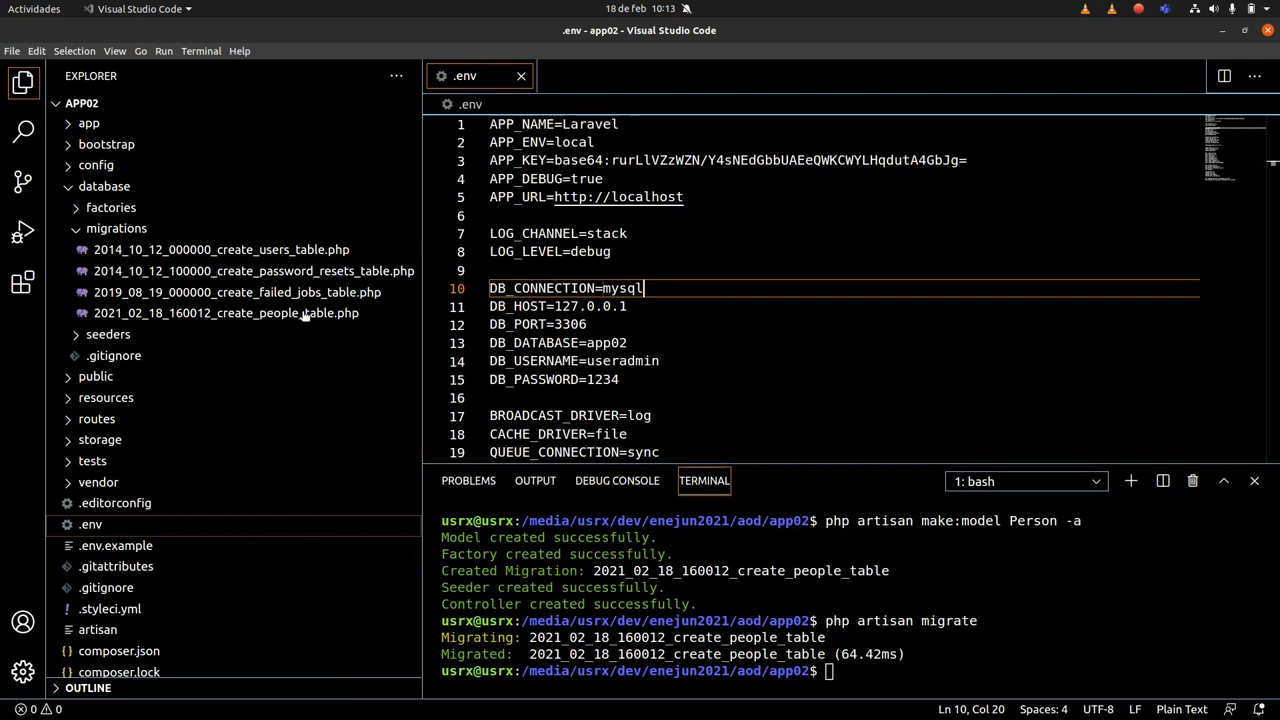 Actividades
Visual Studio Code
18 de feb 10:13
.env - app02 - Visual Studio Code
File Edit Selection View Go Run Terminal Help
EXPLORER
APP02
app
bootstrap
config
database
factories
migrations
2014_10_12_000000_create_users_table.php
2014_10_12_100000_create_password_resets_table.php
2019_08_19_000000_create_failed_jobs_table.php
2021_02_18_160012_create_people_table.php
seeders
.gitignore
public
resources
routes
storage
tests
vendor
.editorconfig
.env
.env.example
.gitattributes
.gitignore
.styleci.yml
artisan
composer.json
composer.lock
OUTLINE
.env
.env
1 APP_NAME=Laravel
2 APP_ENV=local
3 APP_KEY=base64:rurLlVZzWZN/Y4sNEdGbbUAEeQWKCWYLHqdutA4GbJg=
4 APP_DEBUG=true
5 APP_URL=http://localhost
6
7 LOG_CHANNEL=stack
8 LOG_LEVEL=debug
9
10 DB_CONNECTION=mysql
11 DB_HOST=127.0.0.1
12 DB_PORT=3306
13 DB_DATABASE=app02
14 DB_USERNAME=useradmin
15 DB_PASSWORD=1234
16
17 BROADCAST_DRIVER=log
18 CACHE_DRIVER=file
19 QUEUE_CONNECTION=sync
PROBLEMS OUTPUT DEBUG CONSOLE TERMINAL
1: bash
usrx@usrx:/media/usrx/dev/enejun2021/aod/app02$ php artisan make:model Person -a
Model created successfully.
Factory created successfully.
Created Migration: 2021_02_18_160012_create_people_table
Seeder created successfully.
Controller created successfully.
usrx@usrx:/media/usrx/dev/enejun2021/aod/app02$ php artisan migrate
Migrating: 2021_02_18_160012_create_people_table
Migrated: 2021_02_18_160012_create_people_table (64.42ms)
usrx@usrx:/media/usrx/dev/enejun2021/aod/app02$
0 0
Ln 10, Col 20 Spaces: 4 UTF-8 LF Plain Text